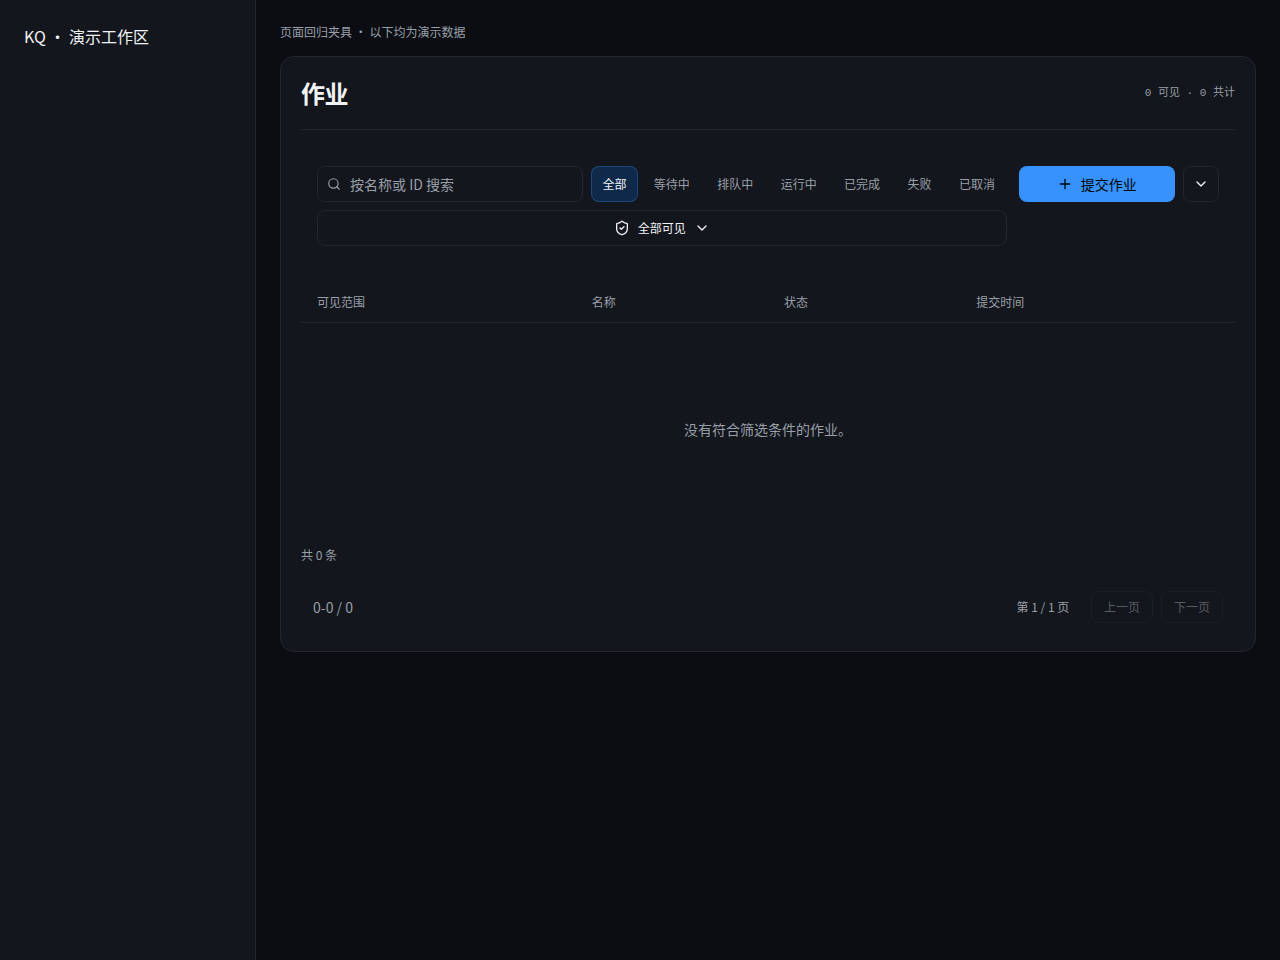 KQ · 演示工作区
页面回归夹具 · 以下均为演示数据
作业
0 可见 · 0 共计
按名称或 ID 搜索
全部
等待中
排队中
运行中
已完成
失败
已取消
提交作业
全部可见
可见范围 名称 状态 提交时间
没有符合筛选条件的作业。
共 0 条
0-0 / 0
第 1 / 1 页
上一页
下一页